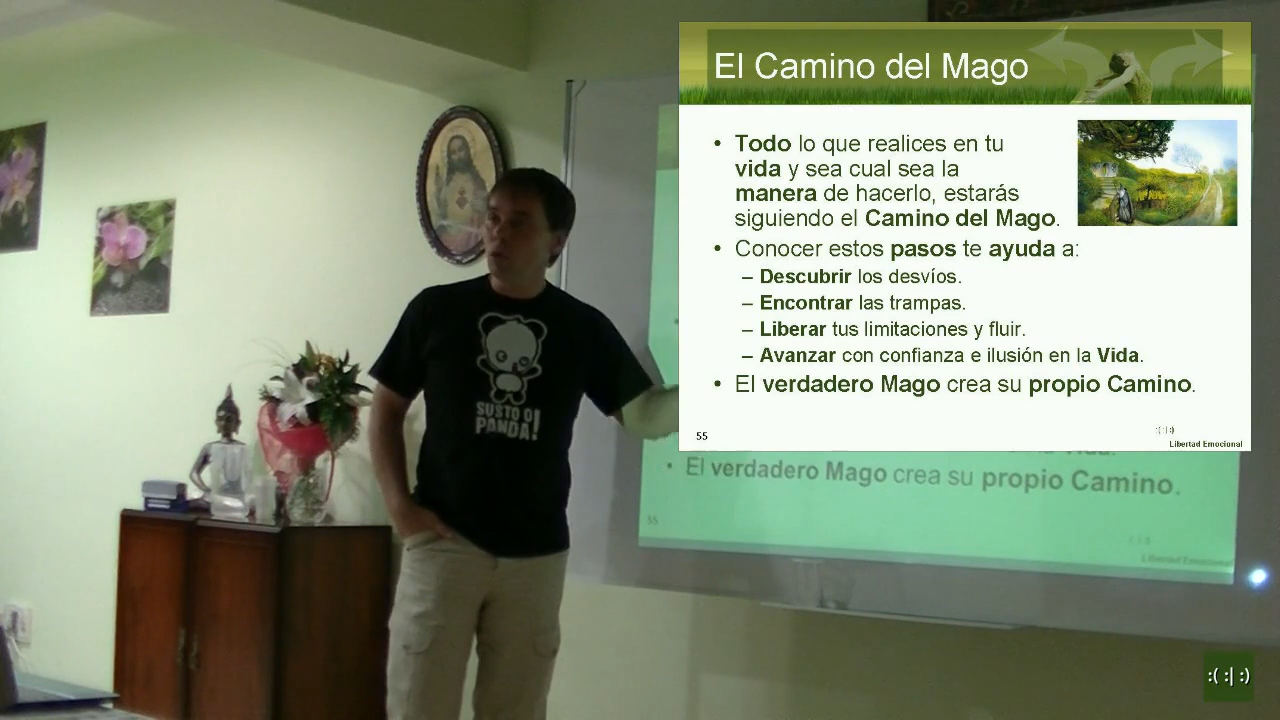 El Camino del Mago
• Todo lo que realices en tu
vida y sea cual sea la
manera de hacerlo, estarás
siguiendo el Camino del Mago.
• Conocer estos pasos te ayuda a:
– Descubrir los desvíos.
– Encontrar las trampas.
– Liberar tus limitaciones y fluir.
– Avanzar con confianza e ilusión en la Vida.
• El verdadero Mago crea su propio Camino.
55
:(:|:)
Libertad Emocional
SUSTO O
PANDA!
• El verdadero Mago crea su propio Camino.
55
Libertad Emocional
:( :| :)